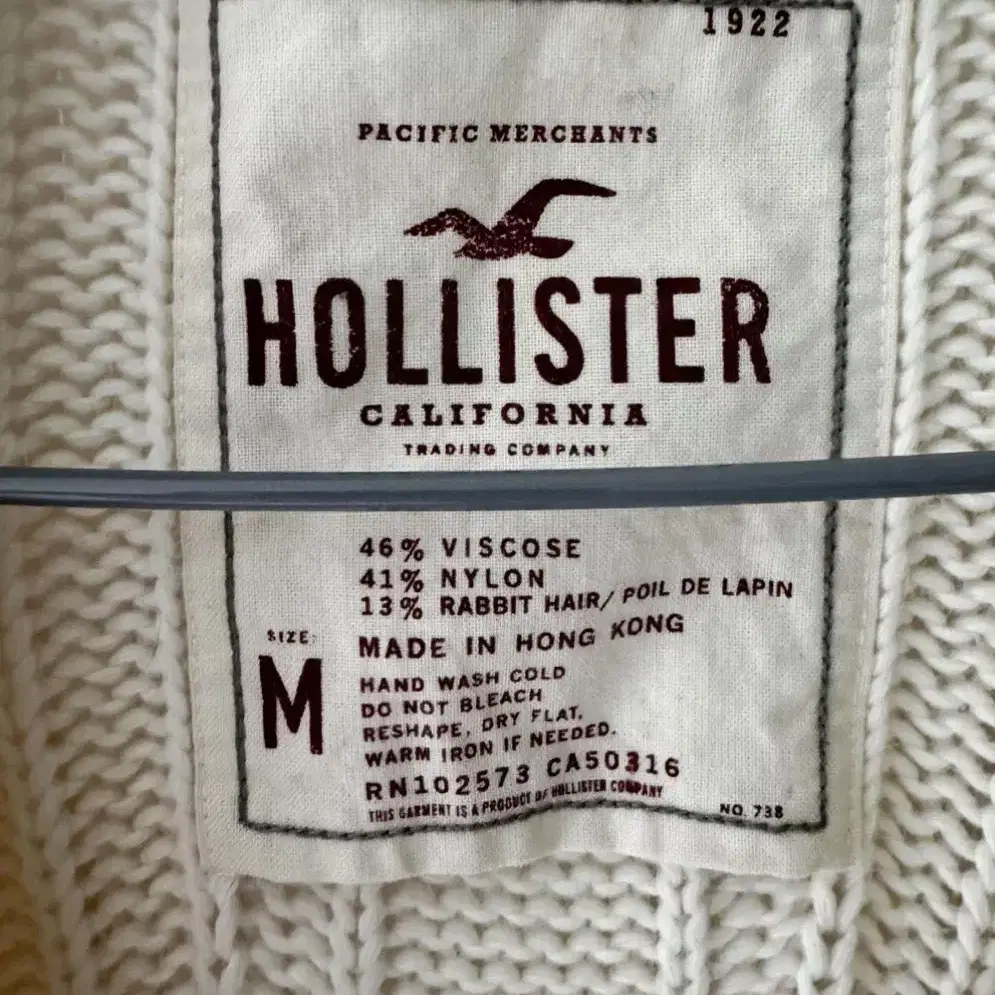 1922
PACIFIC MERCHANTS
HOLLISTER
CALIFORNIA
TRADING COMPANY
46% VISCOSE
41% NYLON
13% RABBIT HAIR/ POIL DE LAPIN
MADE IN HONG KONG
SIZE:
M
HAND WASH COLD
DO NOT BLEACH
RESHAPE, DRY FLAT.
WARM IRON IF NEEDED.
RN102573 CA50316
THIS GARMENT IS A PRODUCT OF HOLLISTER COMPANY
NO. 738